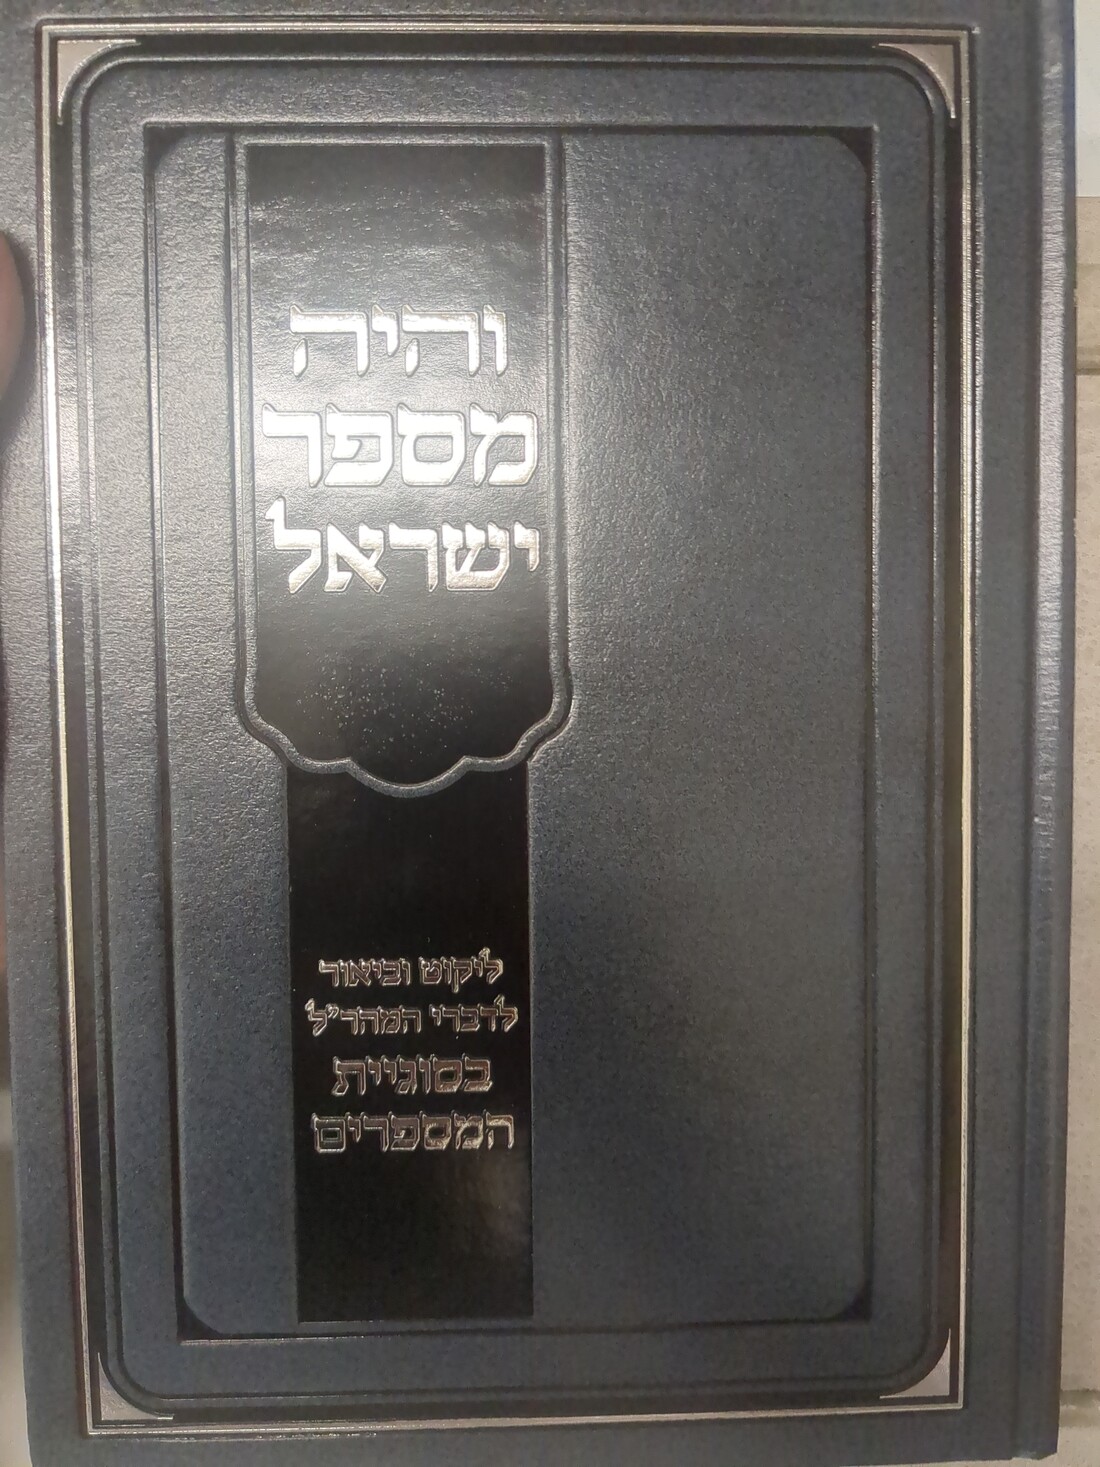 והיה
מספר
ישראל
ליקוט וביאור
לדברי המהר"ל
בסוגיית
המספרים